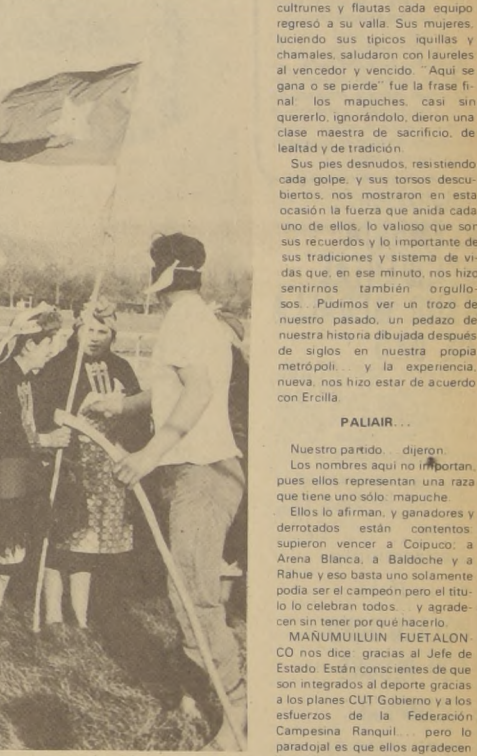 cultrunes y flautas cada equipo
regresó a su valla. Sus mujeres,
luciendo sus tipicos iquillas y
chamales, saludaron con laureles
al vencedor y vencido. "Aqui se
gana o se pierde" fue la frase fi-
nal: los mapuches, casi sin
quererlo, ignorándolo, dieron una
clase maestra de sacrificio, de
lealtad y de tradición.
Sus pies desnudos, resistiendo
cada golpe, y sus torsos descu-
biertos, nos mostraron en esta
ocasión la fuerza que anida cada
uno de ellos, lo valioso que son
sus recuerdos y lo importante de
sus tradiciones y sistema de vi-
das que, en ese minuto, nos hizo
sentirnos también orgullo-
sos... Pudimos ver un trozo de
nuestro pasado, un pedazo de
nuestra historia dibujada después
de siglos en nuestra propia
metrópoli... y la experiencia,
nueva, nos hizo estar de acuerdo
con Ercilla.
PALIAIR...
Nuestro partido... dijeron.
Los nombres aquí no importan,
pues ellos representan una raza
que tiene uno sólo: mapuche.
Ellos lo afirman, y ganadores y
derrotados están contentos:
supieron vencer a Coipuco; a
Arena Blanca, a Baldoche y a
Rahue y eso basta uno solamente
podía ser el campeón pero el títu-
lo lo celebran todos... y agrade-
cen sin tener por qué hacerlo.
MAÑUMUILUIN FUETALON-
CO nos dice: gracias al Jefe de
Estado. Están conscientes de que
son integrados al deporte gracias
a los planes CUT Gobierno y a los
esfuerzos de la Federación
Campesina Ranquil.... pero lo
paradojal es que ellos agradecen